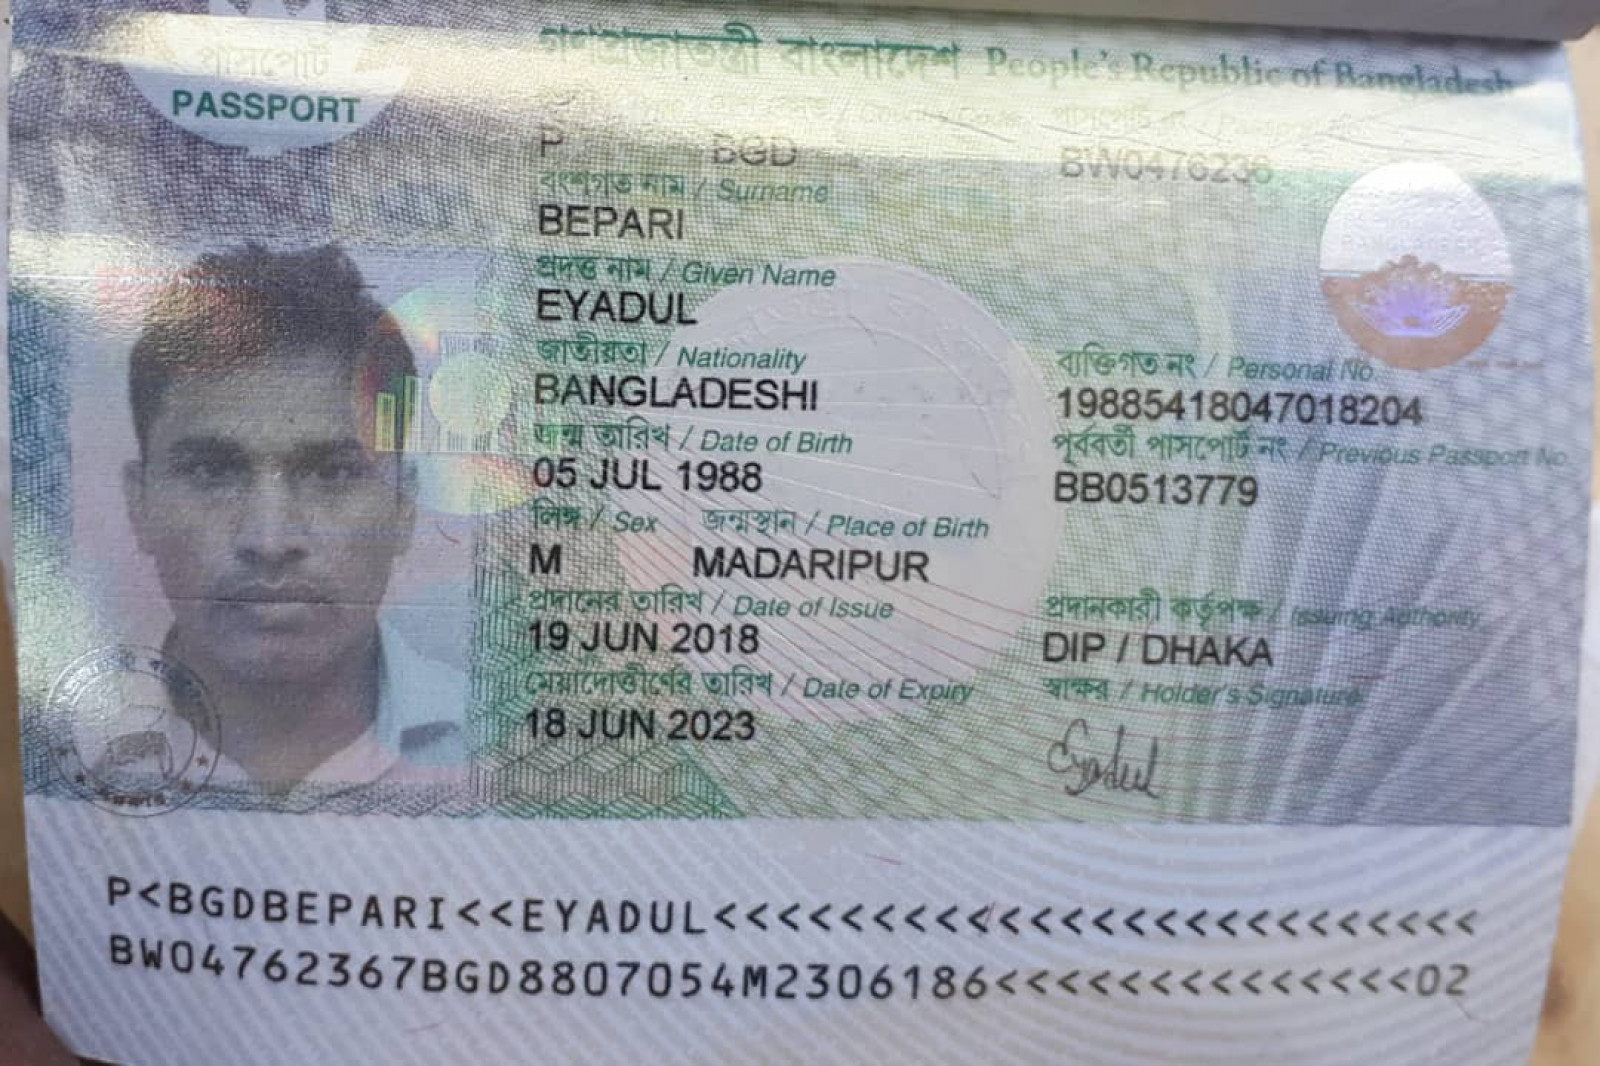 পাসপোর্ট
PASSPORT
গণপ্রজাতন্ত্রী বাংলাদেশ People's Republic of Bangladesh
P BGD BW0476236
বংশগত নাম / Surname
BEPARI
প্রদত্ত নাম / Given Name
EYADUL
জাতীয়তা / Nationality ব্যক্তিগত নং / Personal No.
BANGLADESHI 19885418047018204
জন্ম তারিখ / Date of Birth পূর্ববর্তী পাসপোর্ট নং / Previous Passport No.
05 JUL 1988 BB0513779
লিঙ্গ / Sex জন্মস্থান / Place of Birth
M MADARIPUR
প্রদানের তারিখ / Date of Issue প্রদানকারী কর্তৃপক্ষ / Issuing Authority
19 JUN 2018 DIP / DHAKA
মেয়াদোত্তীর্ণের তারিখ / Date of Expiry স্বাক্ষর / Holder's Signature
18 JUN 2023
Eyadul
P<BGDBEPARI<<EYADUL<<<<<<<<<<<<<<<<<<<<<<<<<
BW04762367BGD8807054M2306186<<<<<<<<<<<<<<02